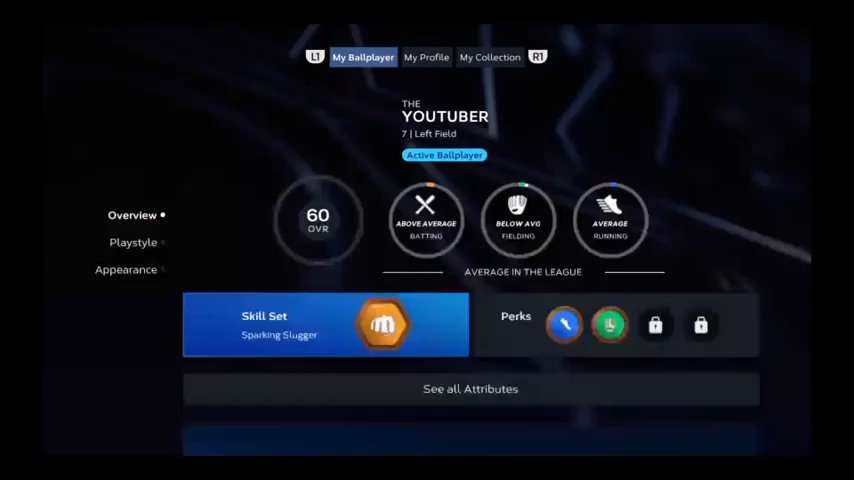 L1 My Ballplayer My Profile My Collection R1
THE
YOUTUBER
7 | Left Field
Active Ballplayer
Overview
Playstyle
Appearance
60
OVR
ABOVE AVERAGE
BATTING
BELOW AVG
FIELDING
AVERAGE
RUNNING
AVERAGE IN THE LEAGUE
Skill Set
Sparking Slugger
Perks
See all Attributes